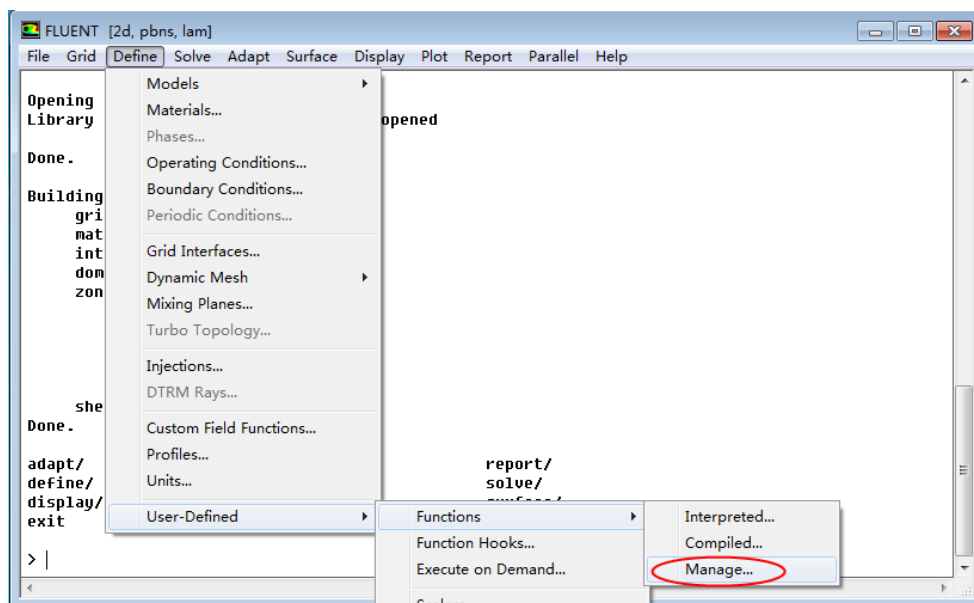 FLUENT [2d, pbns, lam]
File Grid Define Solve Adapt Surface Display Plot Report Parallel Help
Opening
Library opened
Done.
Building
gri
mat
int
dom
zon
she
Done.
adapt/ report/
define/ solve/
display/
exit
>
Models
Materials...
Phases...
Operating Conditions...
Boundary Conditions...
Periodic Conditions...
Grid Interfaces...
Dynamic Mesh
Mixing Planes...
Turbo Topology...
Injections...
DTRM Rays...
Custom Field Functions...
Profiles...
Units...
User-Defined
Functions
Function Hooks...
Execute on Demand...
Interpreted...
Compiled...
Manage...